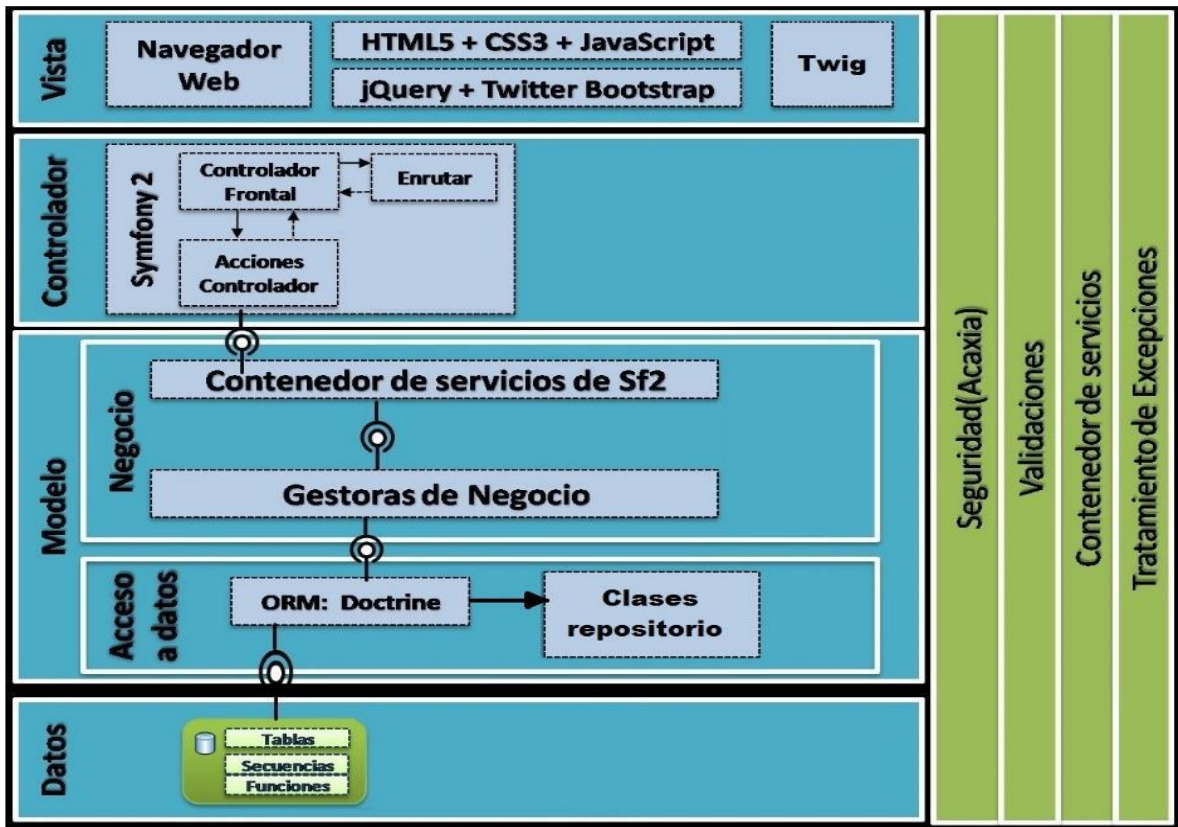 Vista
Navegador
Web
HTML5 + CSS3 + JavaScript
jQuery + Twitter Bootstrap
Twig
Controlador
Symfony 2
Controlador
Frontal
Enrutar
Acciones
Controlador
Modelo
Negocio
Contenedor de servicios de Sf2
Gestoras de Negocio
Acceso
a datos
ORM: Doctrine
Clases
repositorio
Datos
Tablas
Secuencias
Funciones
Seguridad(Acaxia)
Validaciones
Contenedor de servicios
Tratamiento de Excepciones